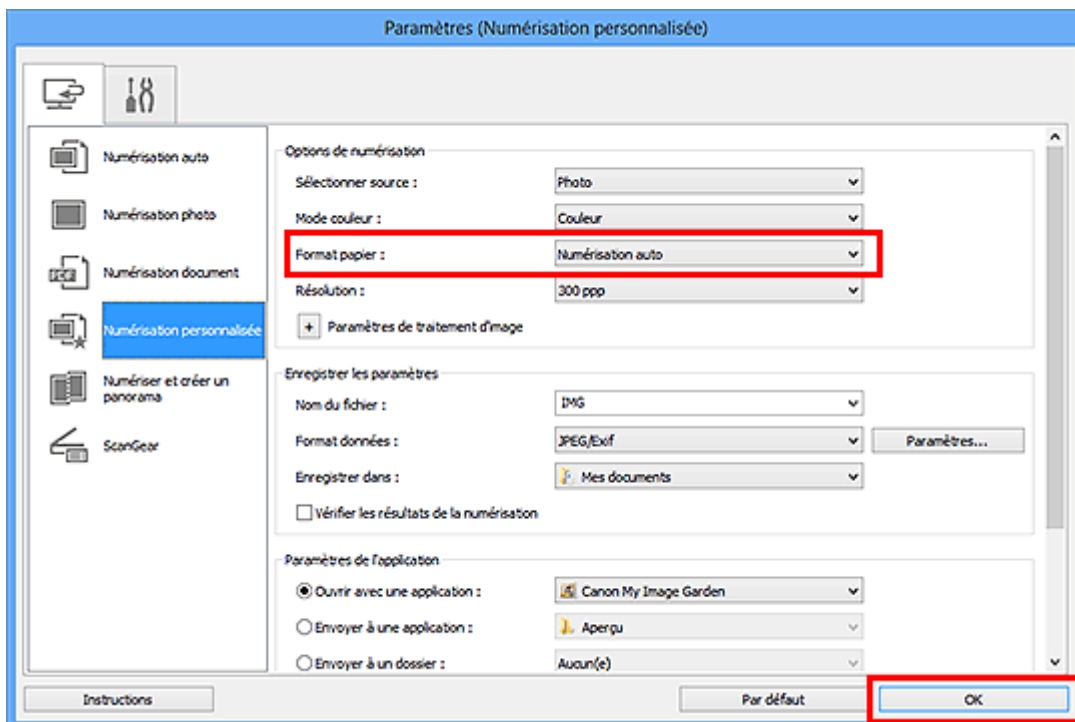 Paramètres (Numérisation personnalisée)
Numérisation auto
Numérisation photo
Numérisation document
Numérisation personnalisée
Numériser et créer un
panorama
ScanGear
Options de numérisation
Sélectionner source : Photo
Mode couleur : Couleur
Format papier : Numérisation auto
Résolution : 300 ppp
+ Paramètres de traitement d'image
Enregistrer les paramètres
Nom du fichier : IMG
Format données : JPEG/Exif Paramètres...
Enregistrer dans : Mes documents
Vérifier les résultats de la numérisation
Paramètres de l'application
Ouvrir avec une application : Canon My Image Garden
Envoyer à une application : Aperçu
Envoyer à un dossier : Aucun(e)
Instructions Par défaut OK